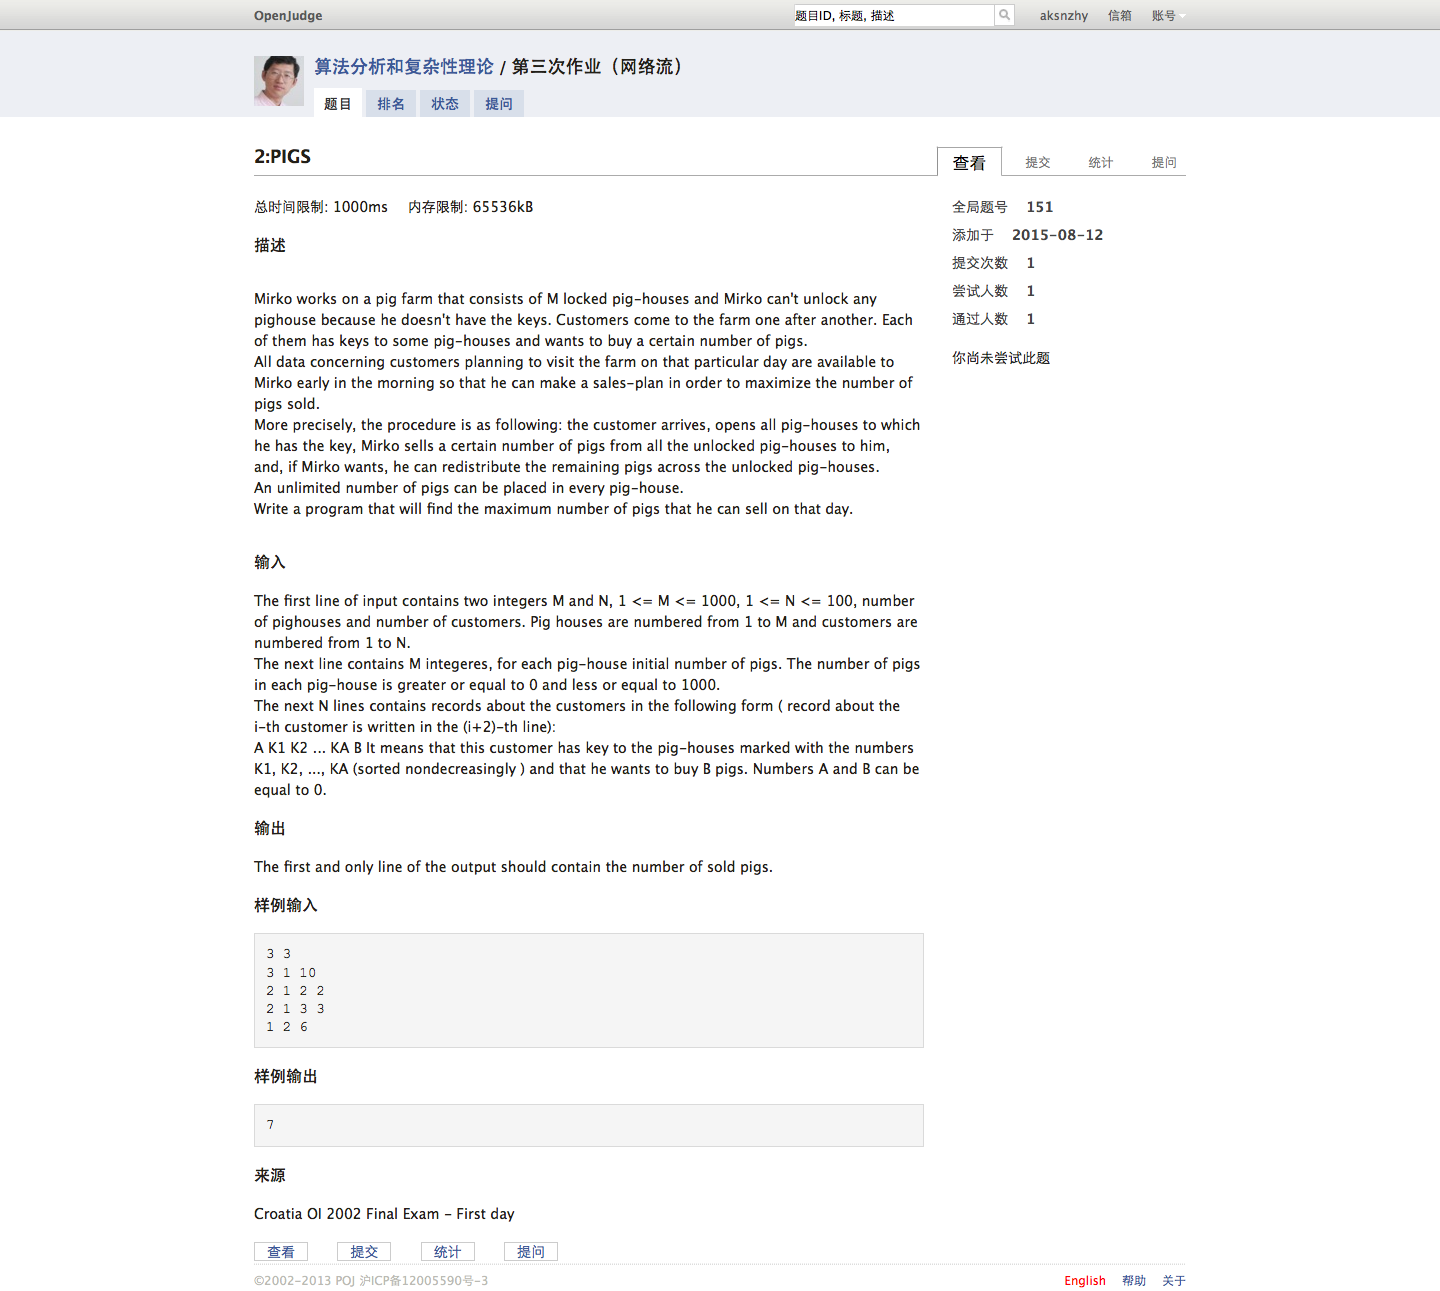 OpenJudge
题目ID, 标题, 描述
aksnzhy 信箱 账号
算法分析和复杂性理论 / 第三次作业（网络流）
题目 排名 状态 提问
2:PIGS
查看 提交 统计 提问
总时间限制: 1000ms 内存限制: 65536kB
描述
Mirko works on a pig farm that consists of M locked pig-houses and Mirko can't unlock any
pighouse because he doesn't have the keys. Customers come to the farm one after another. Each
of them has keys to some pig-houses and wants to buy a certain number of pigs.
All data concerning customers planning to visit the farm on that particular day are available to
Mirko early in the morning so that he can make a sales-plan in order to maximize the number of
pigs sold.
More precisely, the procedure is as following: the customer arrives, opens all pig-houses to which
he has the key, Mirko sells a certain number of pigs from all the unlocked pig-houses to him,
and, if Mirko wants, he can redistribute the remaining pigs across the unlocked pig-houses.
An unlimited number of pigs can be placed in every pig-house.
Write a program that will find the maximum number of pigs that he can sell on that day.
输入
The first line of input contains two integers M and N, 1 <= M <= 1000, 1 <= N <= 100, number
of pighouses and number of customers. Pig houses are numbered from 1 to M and customers are
numbered from 1 to N.
The next line contains M integeres, for each pig-house initial number of pigs. The number of pigs
in each pig-house is greater or equal to 0 and less or equal to 1000.
The next N lines contains records about the customers in the following form ( record about the
i-th customer is written in the (i+2)-th line):
A K1 K2 ... KA B It means that this customer has key to the pig-houses marked with the numbers
K1, K2, ..., KA (sorted nondecreasingly ) and that he wants to buy B pigs. Numbers A and B can be
equal to 0.
输出
The first and only line of the output should contain the number of sold pigs.
样例输入
3 3
3 1 10
2 1 2 2
2 1 3 3
1 2 6
样例输出
7
来源
Croatia OI 2002 Final Exam - First day
查看 提交 统计 提问
全局题号 151
添加于 2015-08-12
提交次数 1
尝试人数 1
通过人数 1
你尚未尝试此题
©2002-2013 POJ 沪ICP备12005590号-3
English 帮助 关于